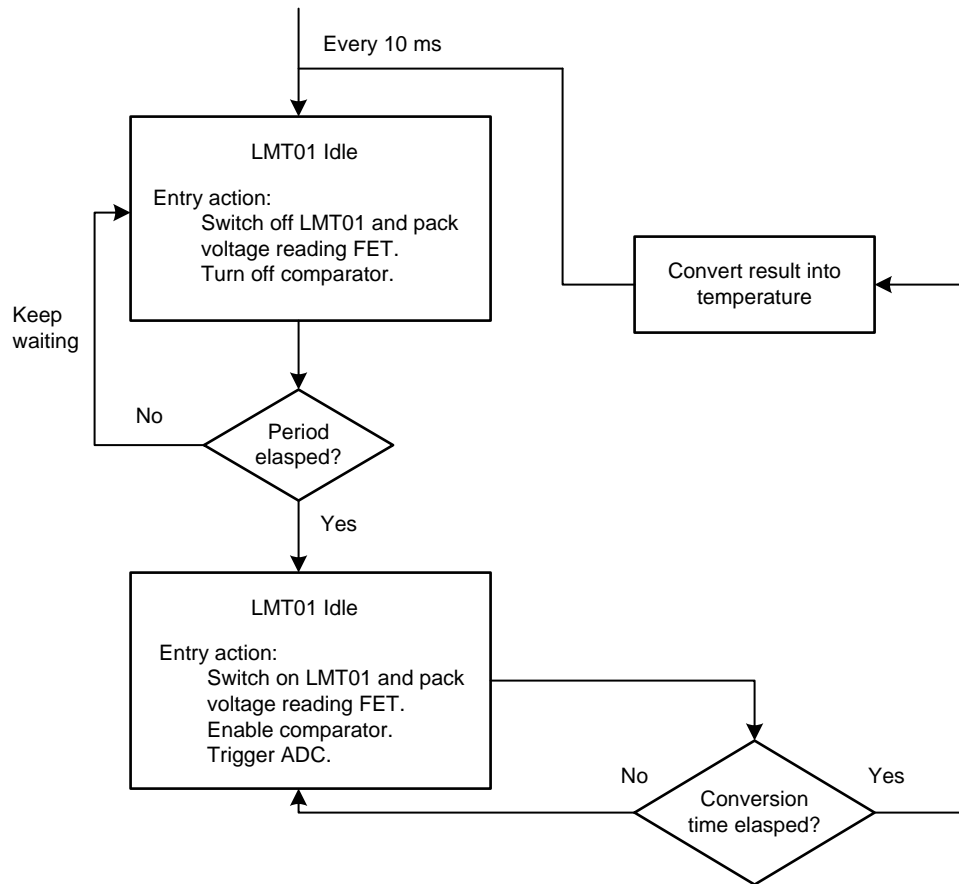 Every 10 ms
LMT01 Idle
Entry action:
Switch off LMT01 and pack
voltage reading FET.
Turn off comparator.
Convert result into
temperature
Keep
waiting
No
Period
elasped?
Yes
LMT01 Idle
Entry action:
Switch on LMT01 and pack
voltage reading FET.
Enable comparator.
Trigger ADC.
No
Yes
Conversion
time elasped?